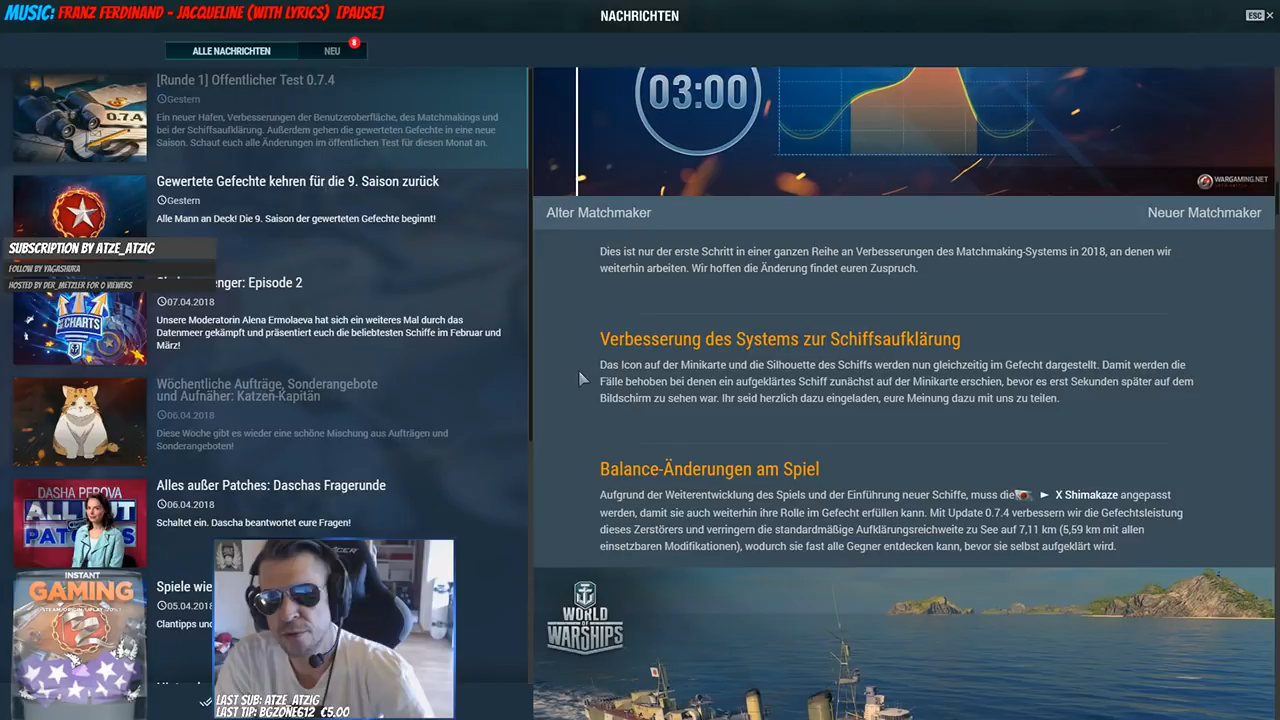 MUSIC: FRANZ FERDINAND - JACQUELINE (WITH LYRICS) [PAUSE]
NACHRICHTEN
ESC ×
ALLE NACHRICHTEN
NEU
8
[Runde 1] Öffentlicher Test 0.7.4
Gestern
Ein neuer Hafen, Verbesserungen der Benutzeroberfläche, des Matchmakings und
bei der Schiffsaufklärung. Außerdem gehen die gewerteten Gefechte in eine neue
Saison. Schaut euch alle Änderungen im öffentlichen Test für diesen Monat an.
0.7.4
Gewertete Gefechte kehren für die 9. Saison zurück
Gestern
Alle Mann an Deck! Die 9. Saison der gewerteten Gefechte beginnt!
SUBSCRIPTION BY ATZE_ATZIG
FOLLOW BY YAGASHURA
HOSTED BY DER_METZLER FOR 0 VIEWERS
enger: Episode 2
07.04.2018
Unsere Moderatorin Alena Ermolaeva hat sich ein weiteres Mal durch das
Datenmeer gekämpft und präsentiert euch die beliebtesten Schiffe im Februar und
März!
CHARTS
Wöchentliche Aufträge, Sonderangebote
und Aufnäher: Katzen-Kapitän
06.04.2018
Diese Woche gibt es wieder eine schöne Mischung aus Aufträgen und
Sonderangeboten!
DASHA PEROVA
ALL BUT
PATCHES
Alles außer Patches: Daschas Fragerunde
06.04.2018
Schaltet ein. Dascha beantwortet eure Fragen!
INSTANT
GAMING
Spiele wie
05.04.2018
Clantipps und
LAST SUB: ATZE_ATZIG
LAST TIP: BGZONE612 €5.00
03:00
WARGAMING.NET
Alter Matchmaker
Neuer Matchmaker
Dies ist nur der erste Schritt in einer ganzen Reihe an Verbesserungen des Matchmaking-Systems in 2018, an denen wir
weiterhin arbeiten. Wir hoffen die Änderung findet euren Zuspruch.
Verbesserung des Systems zur Schiffsaufklärung
Das Icon auf der Minikarte und die Silhouette des Schiffs werden nun gleichzeitig im Gefecht dargestellt. Damit werden die
Fälle behoben bei denen ein aufgeklärtes Schiff zunächst auf der Minikarte erschien, bevor es erst Sekunden später auf dem
Bildschirm zu sehen war. Ihr seid herzlich dazu eingeladen, eure Meinung dazu mit uns zu teilen.
Balance-Änderungen am Spiel
Aufgrund der Weiterentwicklung des Spiels und der Einführung neuer Schiffe, muss die X Shimakaze angepasst
werden, damit sie auch weiterhin ihre Rolle im Gefecht erfüllen kann. Mit Update 0.7.4 verbessern wir die Gefechtsleistung
dieses Zerstörers und verringern die standardmäßige Aufklärungsreichweite zu See auf 7,11 km (5,59 km mit allen
einsetzbaren Modifikationen), wodurch sie fast alle Gegner entdecken kann, bevor sie selbst aufgeklärt wird.
WORLD
OF
WARSHIPS